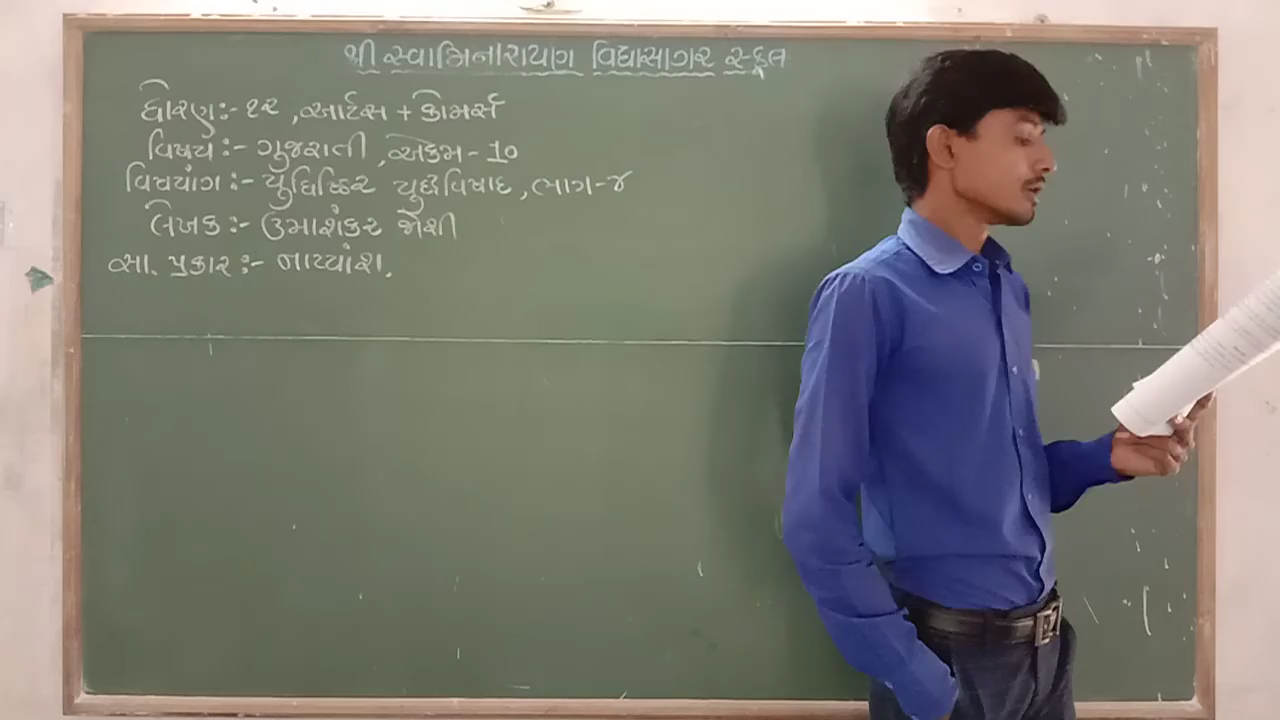 શ્રી સ્વામિનારાયણ વિદ્યાસાગર સ્કૂલ
ધોરણ:- ૧૨ ,આર્ટસ + કોમર્સ
વિષય:- ગુજરાતી ,એકમ - 10
વિષયાંગ :- યુધિષ્ઠિર યુદ્ધવિષાદ , ભાગ-૪
લેખક:- ઉમાશંકર જોશી
સા. પ્રકાર:- નાટ્યાંશ.